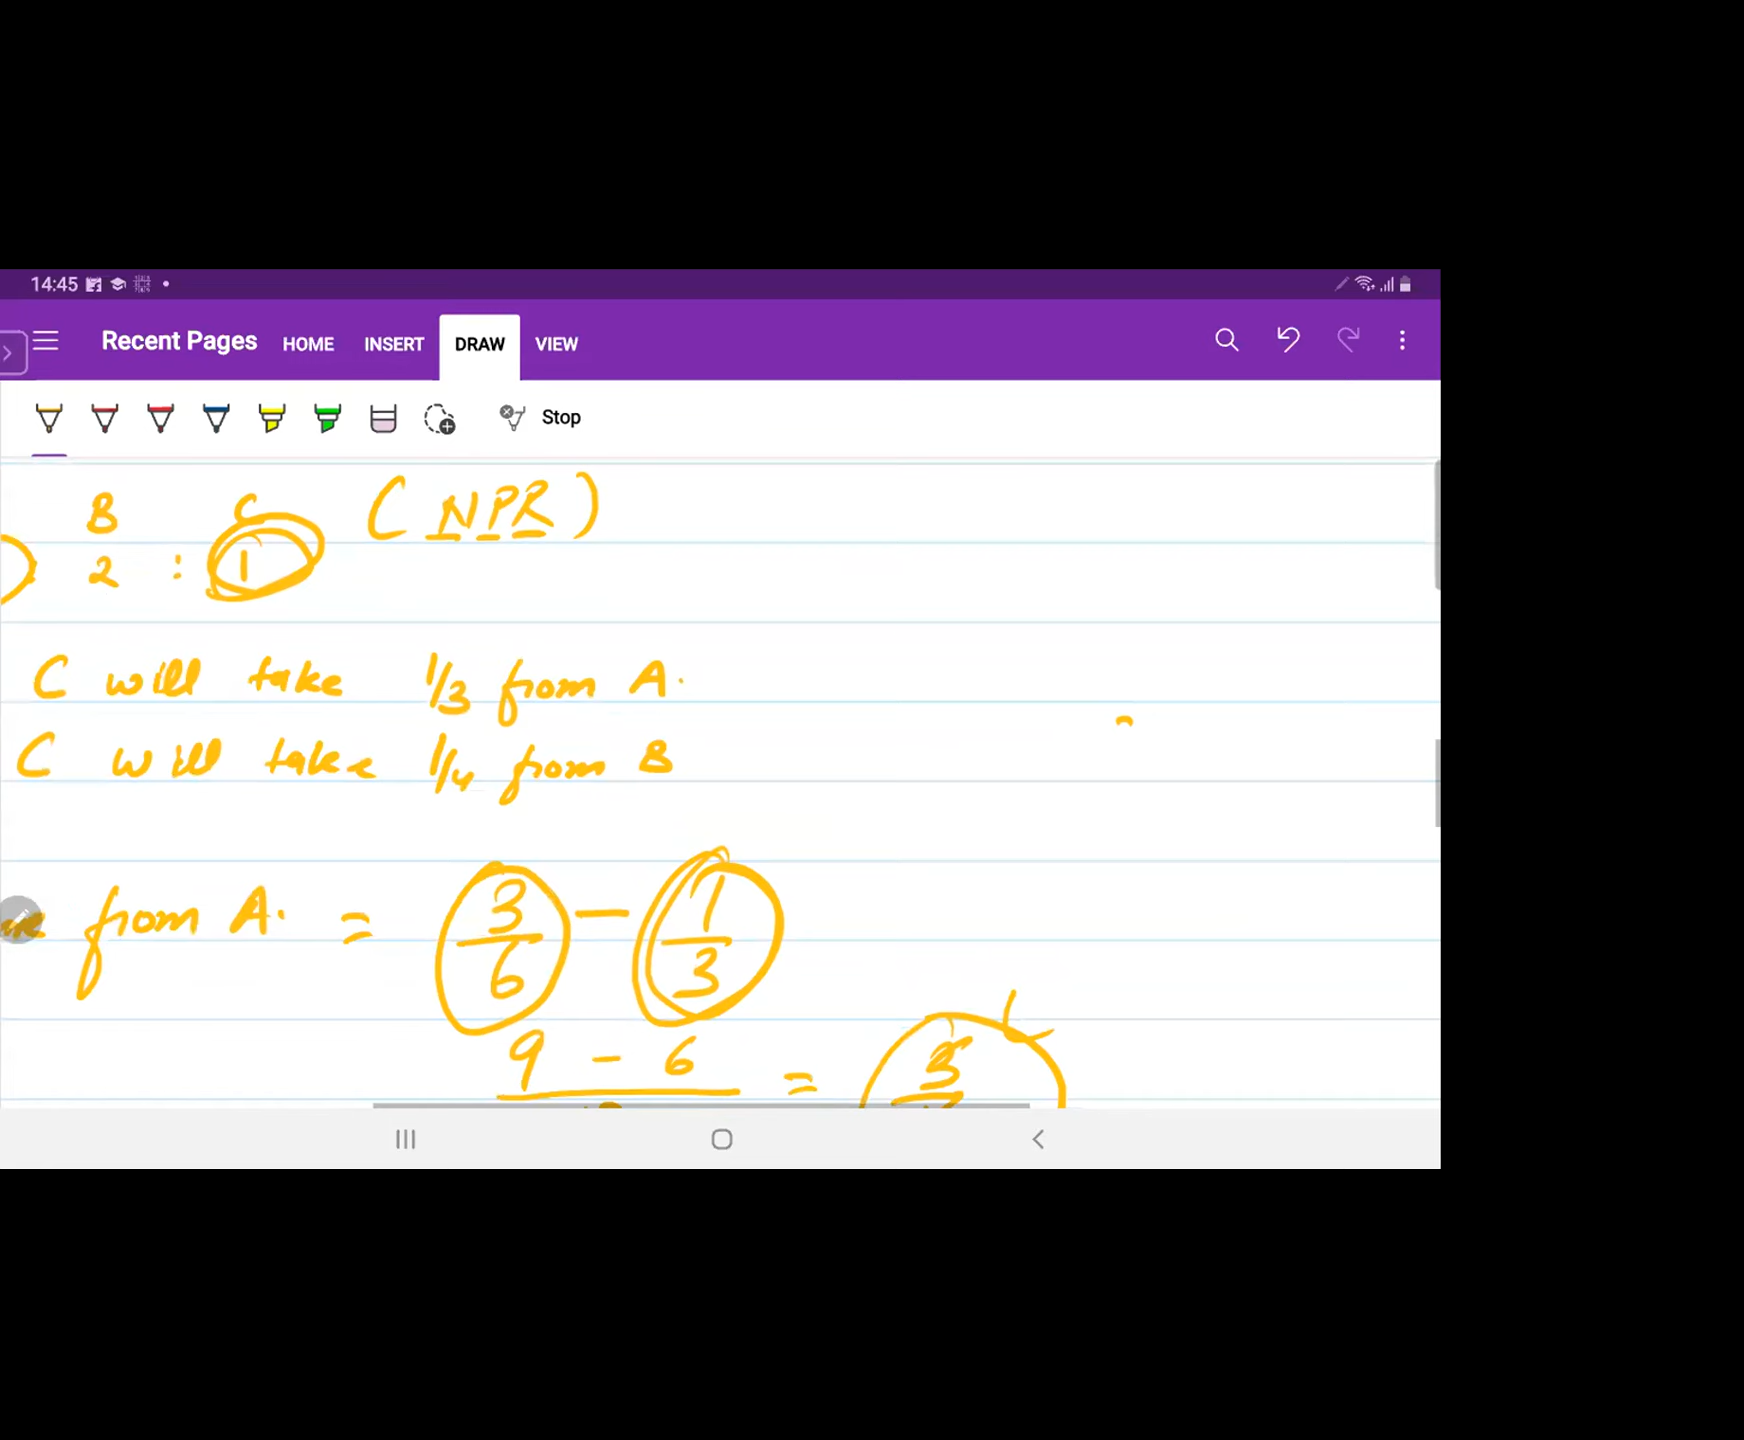 14:45
Recent Pages HOME INSERT DRAW VIEW
Stop
B C (NPR)
2 : 1
C will take 1/3 from A.
C will take 1/4 from B
from A. = 3/6 - 1/3
9 - 6 =